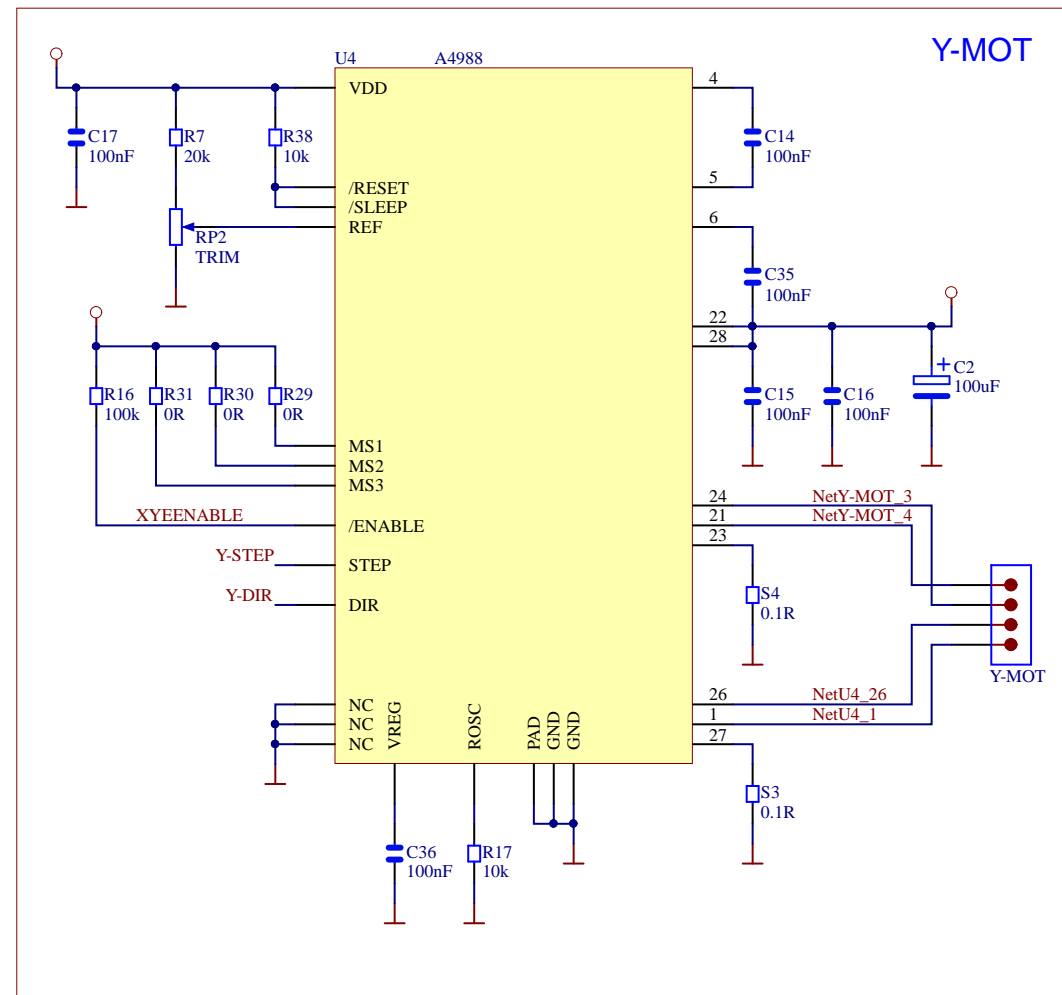 Y-MOT
U4 A4988
VDD
4
C17
100nF
R7
20k
R38
10k
C14
100nF
/RESET
/SLEEP
REF
5
6
RP2
TRIM
C35
100nF
22
28
R16
100k
R31
0R
R30
0R
R29
0R
C15
100nF
C16
100nF
+
C2
100uF
MS1
MS2
MS3
XYEENABLE
/ENABLE
Y-STEP
STEP
Y-DIR
DIR
24
NetY-MOT_3
21
NetY-MOT_4
23
S4
0.1R
Y-MOT
NC
NC
NC
VREG
ROSC
PAD
GND
GND
26
NetU4_26
1
NetU4_1
27
S3
0.1R
C36
100nF
R17
10k